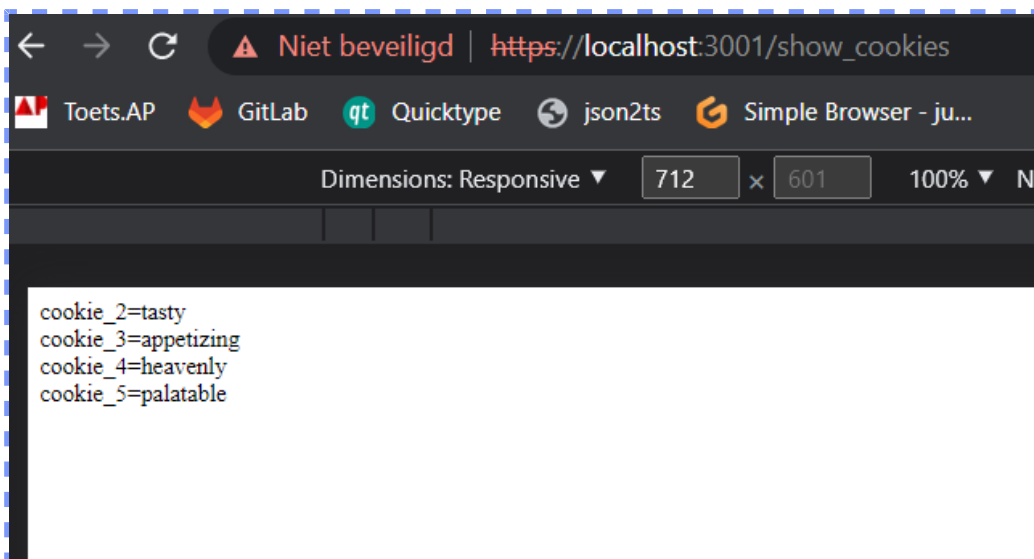 Niet beveiligd | https://localhost:3001/show_cookies
Toets.AP GitLab qt Quicktype json2ts Simple Browser - ju...
Dimensions: Responsive ▼ 712 × 601 100% ▼ N
cookie_2=tasty
cookie_3=appetizing
cookie_4=heavenly
cookie_5=palatable